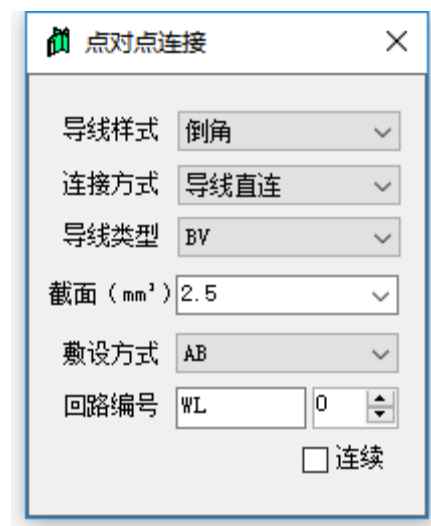 点对点连接
导线样式 倒角
连接方式 导线直连
导线类型 BV
截面（mm²）2.5
敷设方式 AB
回路编号 WL 0
连续